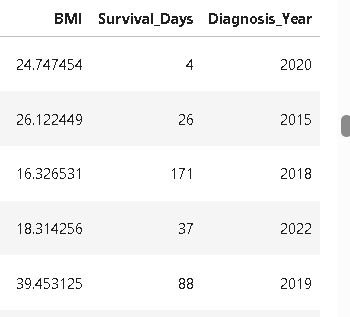 BMI Survival_Days Diagnosis_Year
24.747454 4 2020
26.122449 26 2015
16.326531 171 2018
18.314256 37 2022
39.453125 88 2019